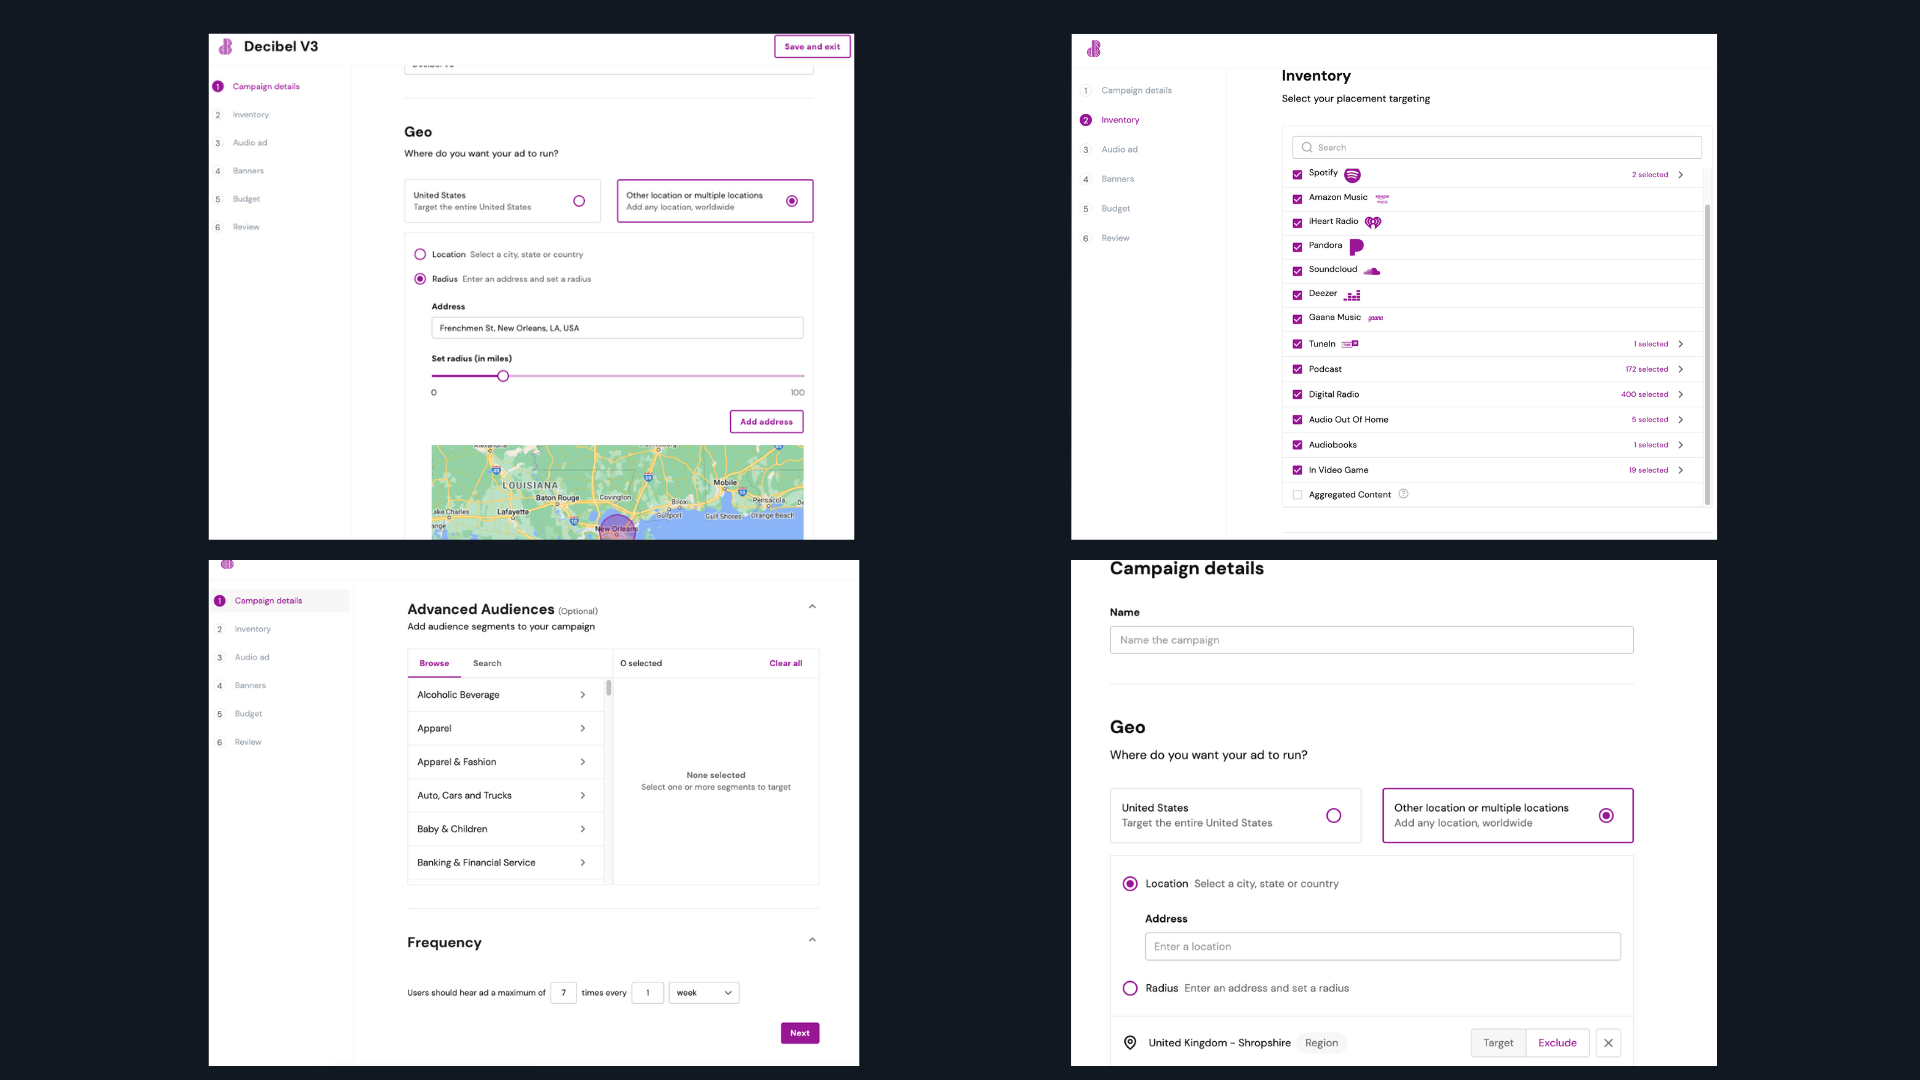 Decibel V3
Save and exit
1 Campaign details
2 Inventory
3 Audio ad
4 Banners
5 Budget
6 Review
Geo
Where do you want your ad to run?
United States
Target the entire United States
Other location or multiple locations
Add any location, worldwide
Location Select a city, state or country
Radius Enter an address and set a radius
Address
Frenchmen St, New Orleans, LA, USA
Set radius (in miles)
0
100
Add address
LOUISIANA
Baton Rouge
Covington
Mobile
Biloxi
Pensacola
Lafayette
ake Charles
Gulfport
Gulf Shores
Orange Beach
New Orleans
1 Campaign details
2 Inventory
3 Audio ad
4 Banners
5 Budget
6 Review
Inventory
Select your placement targeting
Search
Spotify
2 selected
Amazon Music
iHeart Radio
Pandora
Soundcloud
Deezer
Gaana Music gaana
TuneIn
1 selected
Podcast
172 selected
Digital Radio
400 selected
Audio Out Of Home
5 selected
Audiobooks
1 selected
In Video Game
19 selected
Aggregated Content ?
1 Campaign details
2 Inventory
3 Audio ad
4 Banners
5 Budget
6 Review
Advanced Audiences (Optional)
Add audience segments to your campaign
Browse
Search
0 selected
Clear all
Alcoholic Beverage
Apparel
Apparel & Fashion
Auto, Cars and Trucks
Baby & Children
Banking & Financial Service
None selected
Select one or more segments to target
Frequency
Users should hear ad a maximum of 7 times every 1 week
Next
Campaign details
Name
Name the campaign
Geo
Where do you want your ad to run?
United States
Target the entire United States
Other location or multiple locations
Add any location, worldwide
Location Select a city, state or country
Address
Enter a location
Radius Enter an address and set a radius
United Kingdom - Shropshire Region
Target
Exclude